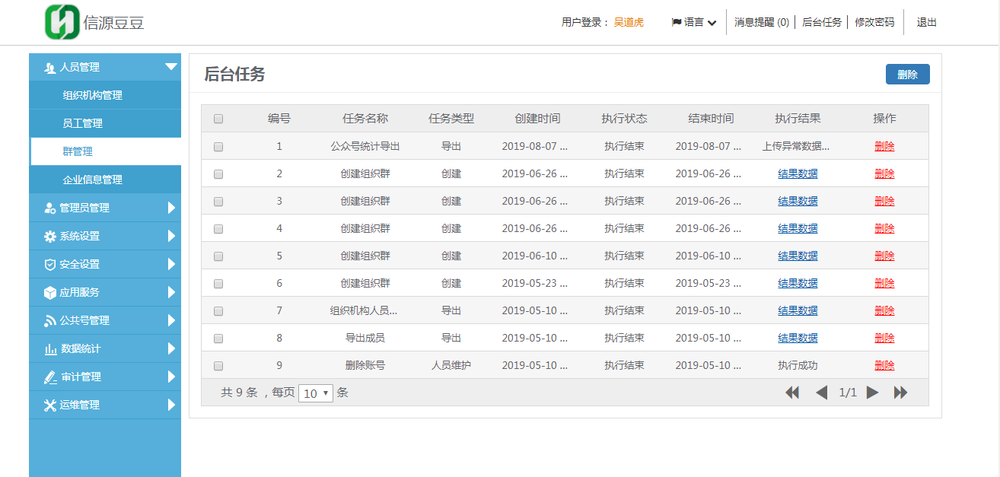 信源豆豆
用户登录： 吴道虎 语言 消息提醒 (0) 后台任务 修改密码 退出
人员管理
组织机构管理
员工管理
群管理
企业信息管理
管理员管理
系统设置
安全设置
应用服务
公共号管理
数据统计
审计管理
运维管理
后台任务 删除
编号 任务名称 任务类型 创建时间 执行状态 结束时间 执行结果 操作
1 公众号统计导出 导出 2019-08-07 ... 执行结束 2019-08-07 ... 上传异常数据... 删除
2 创建组织群 创建 2019-06-26 ... 执行结束 2019-06-26 ... 结果数据 删除
3 创建组织群 创建 2019-06-26 ... 执行结束 2019-06-26 ... 结果数据 删除
4 创建组织群 创建 2019-06-26 ... 执行结束 2019-06-26 ... 结果数据 删除
5 创建组织群 创建 2019-06-10 ... 执行结束 2019-06-10 ... 结果数据 删除
6 创建组织群 创建 2019-05-23 ... 执行结束 2019-05-23 ... 结果数据 删除
7 组织机构人员... 导出 2019-05-10 ... 执行结束 2019-05-10 ... 结果数据 删除
8 导出成员 导出 2019-05-10 ... 执行结束 2019-05-10 ... 结果数据 删除
9 删除账号 人员维护 2019-05-10 ... 执行结束 2019-05-10 ... 执行成功 删除
共 9 条 ，每页 10 条 1/1